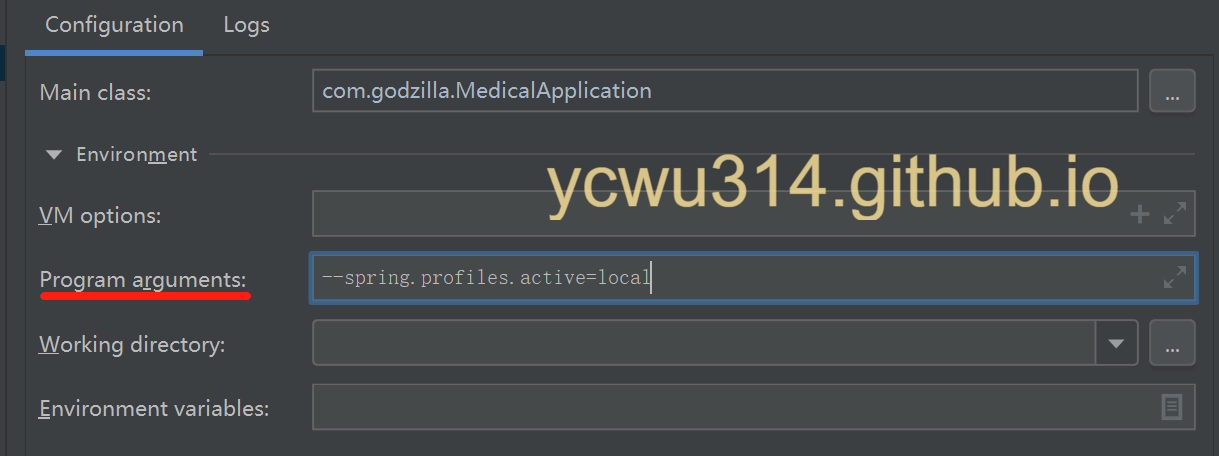 Configuration Logs
Main class: com.godzilla.MedicalApplication ...
Environment
ycwu314.github.io
VM options:
Program arguments: --spring.profiles.active=local
Working directory: ...
Environment variables: